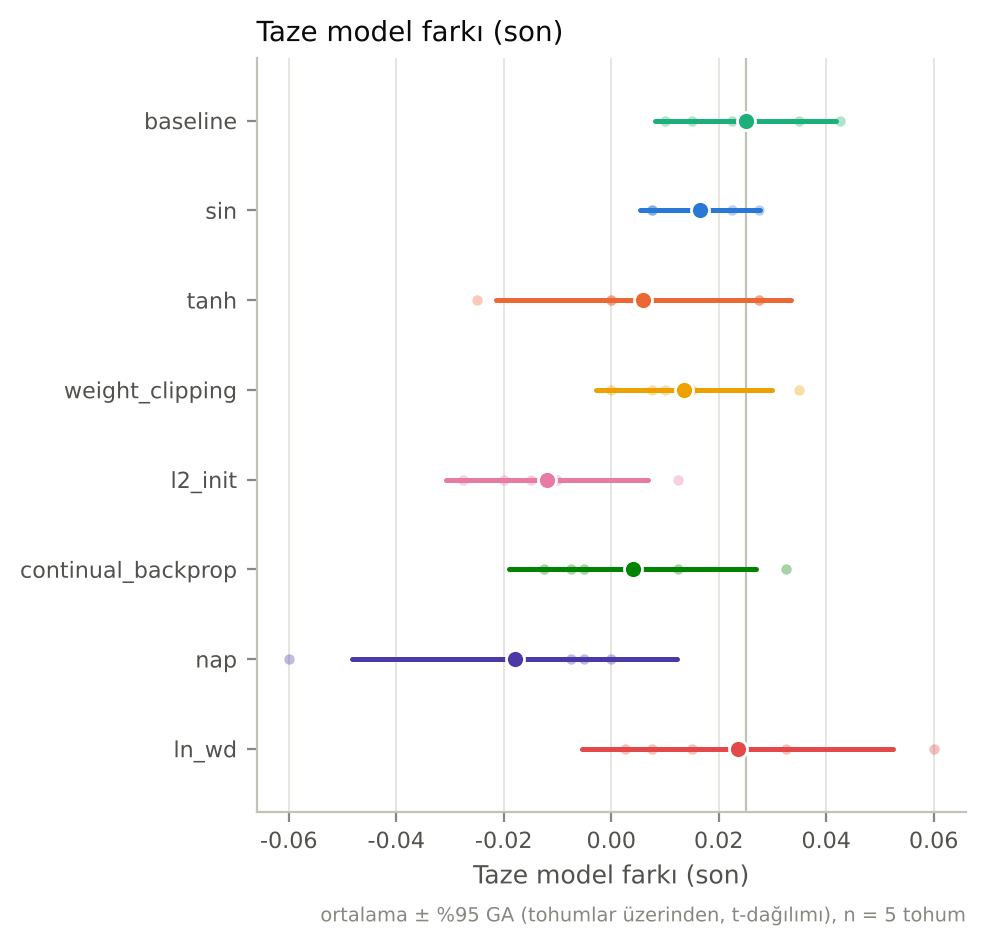 Taze model farkı (son)
baseline
sin
tanh
weight_clipping
l2_init
continual_backprop
nap
ln_wd
-0.06 -0.04 -0.02 0.00 0.02 0.04 0.06
Taze model farkı (son)
ortalama ± %95 GA (tohumlar üzerinden, t-dağılımı), n = 5 tohum